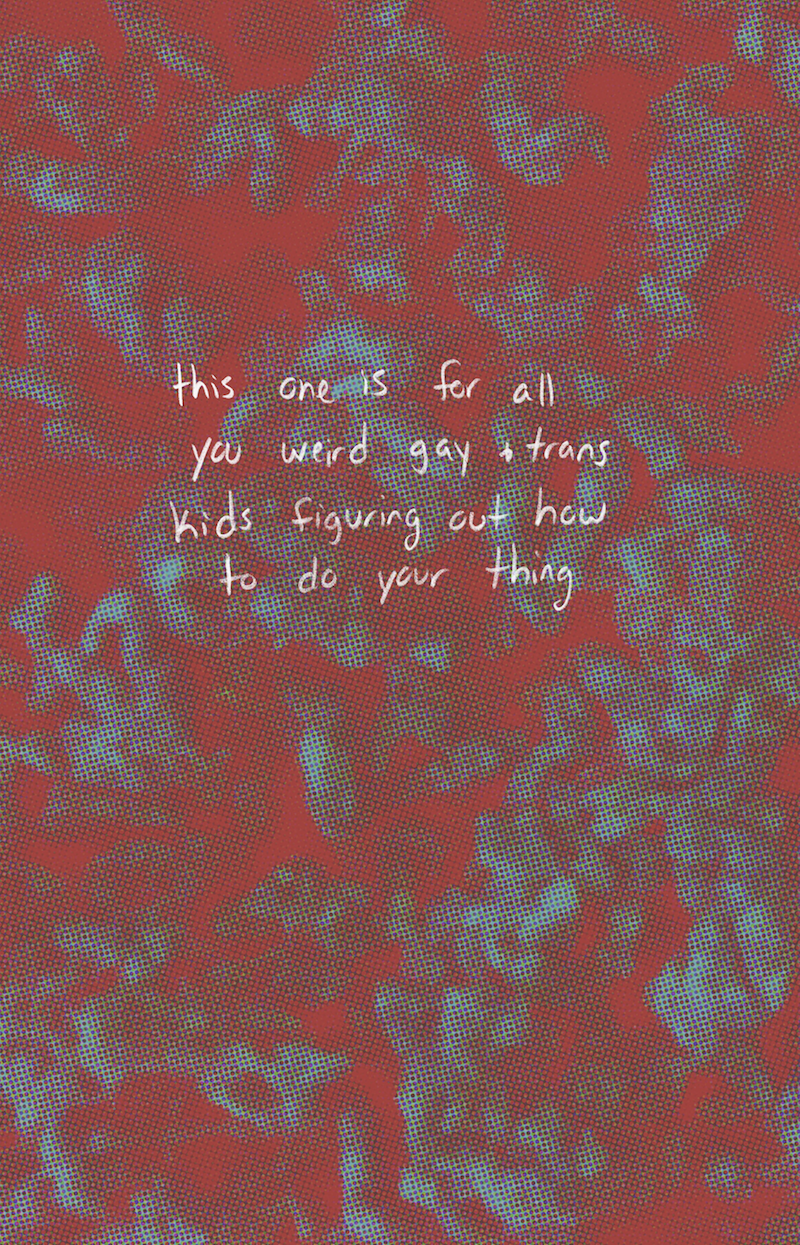 this one is for all
you weird gay + trans
kids figuring out how
to do your thing